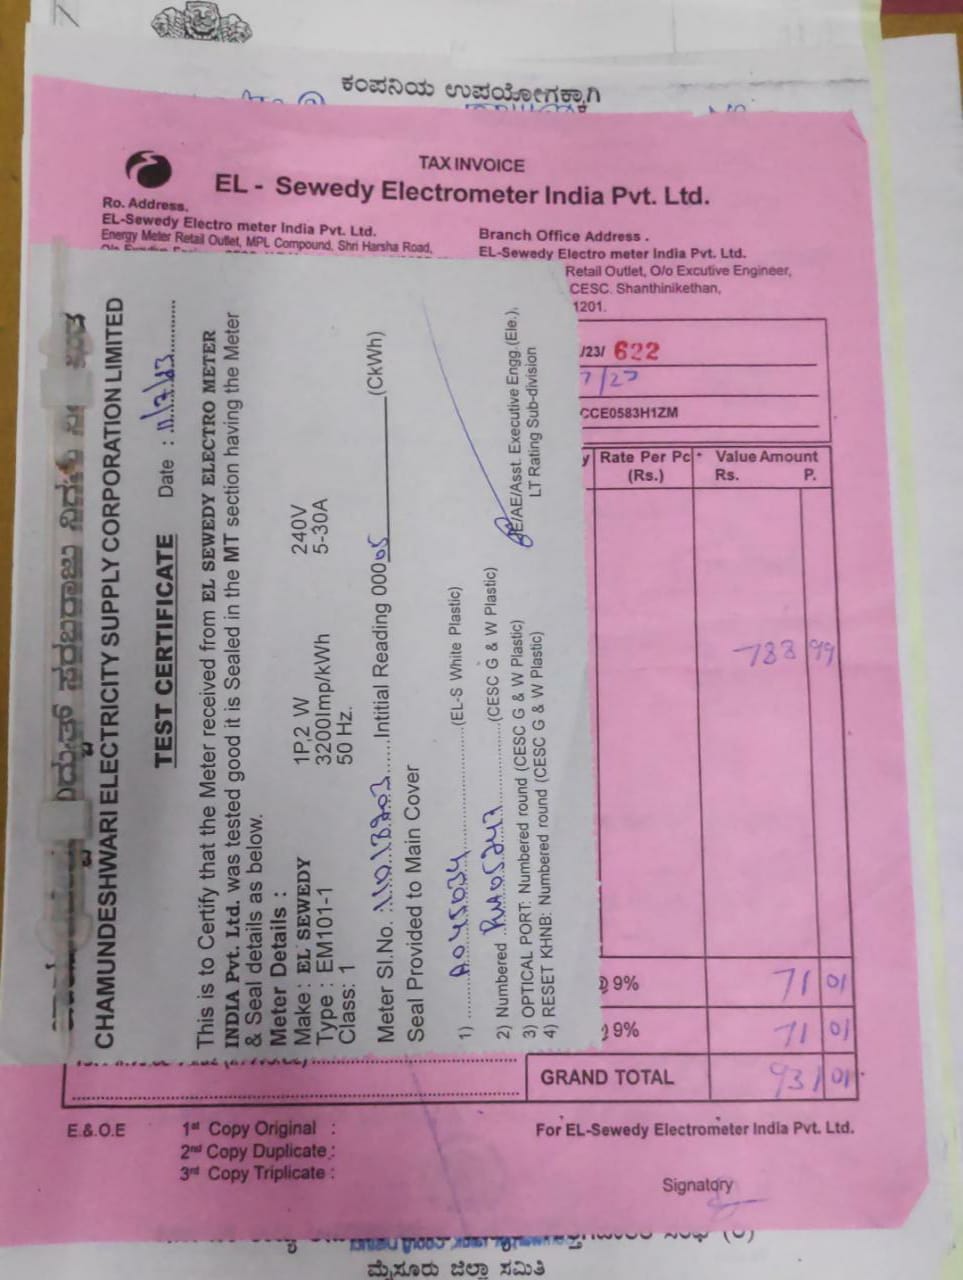 ಕಂಪನಿಯ ಉಪಯೋಗಕ್ಕಾಗಿ
TAX INVOICE
EL - Sewedy Electrometer India Pvt. Ltd.
Ro. Address.
EL-Sewedy Electro meter India Pvt. Ltd.
Energy Meter Retail Outlet, MPL Compound, Shri Harsha Road,
Branch Office Address .
EL-Sewedy Electro meter India Pvt. Ltd.
Retail Outlet, O/o Excutive Engineer,
CESC. Shanthinikethan,
1201.
/23/ 622
7/23
CCE0583H1ZM
Rate Per Pc
(Rs.)
Value Amount
Rs. P.
788 99
9% 71 01
9% 71 01
GRAND TOTAL 931 01
E.&.O.E
1st Copy Original :
2nd Copy Duplicate :
3rd Copy Triplicate :
For EL-Sewedy Electrometer India Pvt. Ltd.
Signatory
CHAMUNDESHWARI ELECTRICITY SUPPLY CORPORATION LIMITED
TEST CERTIFICATE Date : 11/7/23
This is to Certify that the Meter received from EL SEWEDY ELECTRO METER
INDIA Pvt. Ltd. was tested good it is Sealed in the MT section having the Meter
& Seal details as below.
Meter Details :
Make : EL SEWEDY 1P,2 W 240V
Type : EM101-1 3200Imp/kWh 5-30A
Class: 1 50 Hz.
Meter Sl.No. Intitial Reading 00005 (CkWh)
Seal Provided to Main Cover
1) A045034 (EL-S White Plastic)
2) Numbered (CESC G & W Plastic)
3) OPTICAL PORT: Numbered round (CESC G & W Plastic)
4) RESET KHNB: Numbered round (CESC G & W Plastic)
JE/AE/Asst. Executive Engg.(Ele.),
LT Rating Sub-division
ಮೈಸೂರು ಜಿಲ್ಲಾ ಸಮಿತಿ